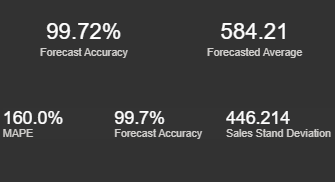 99.72% 584.21
Forecast Accuracy Forecasted Average
160.0% 99.7% 446.214
MAPE Forecast Accuracy Sales Stand Deviation